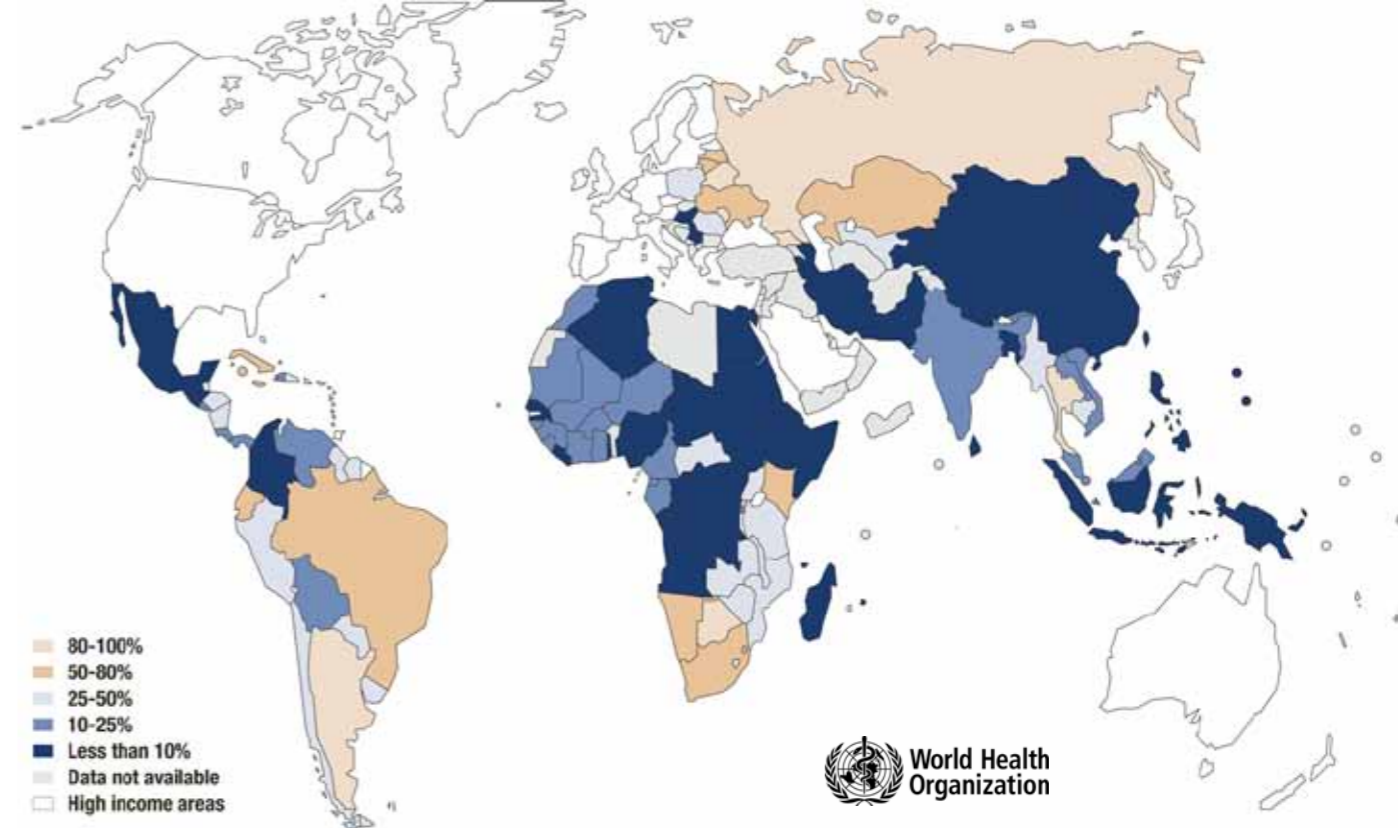 80-100%
50-80%
25-50%
10-25%
Less than 10%
Data not available
High income areas
World Health
Organization